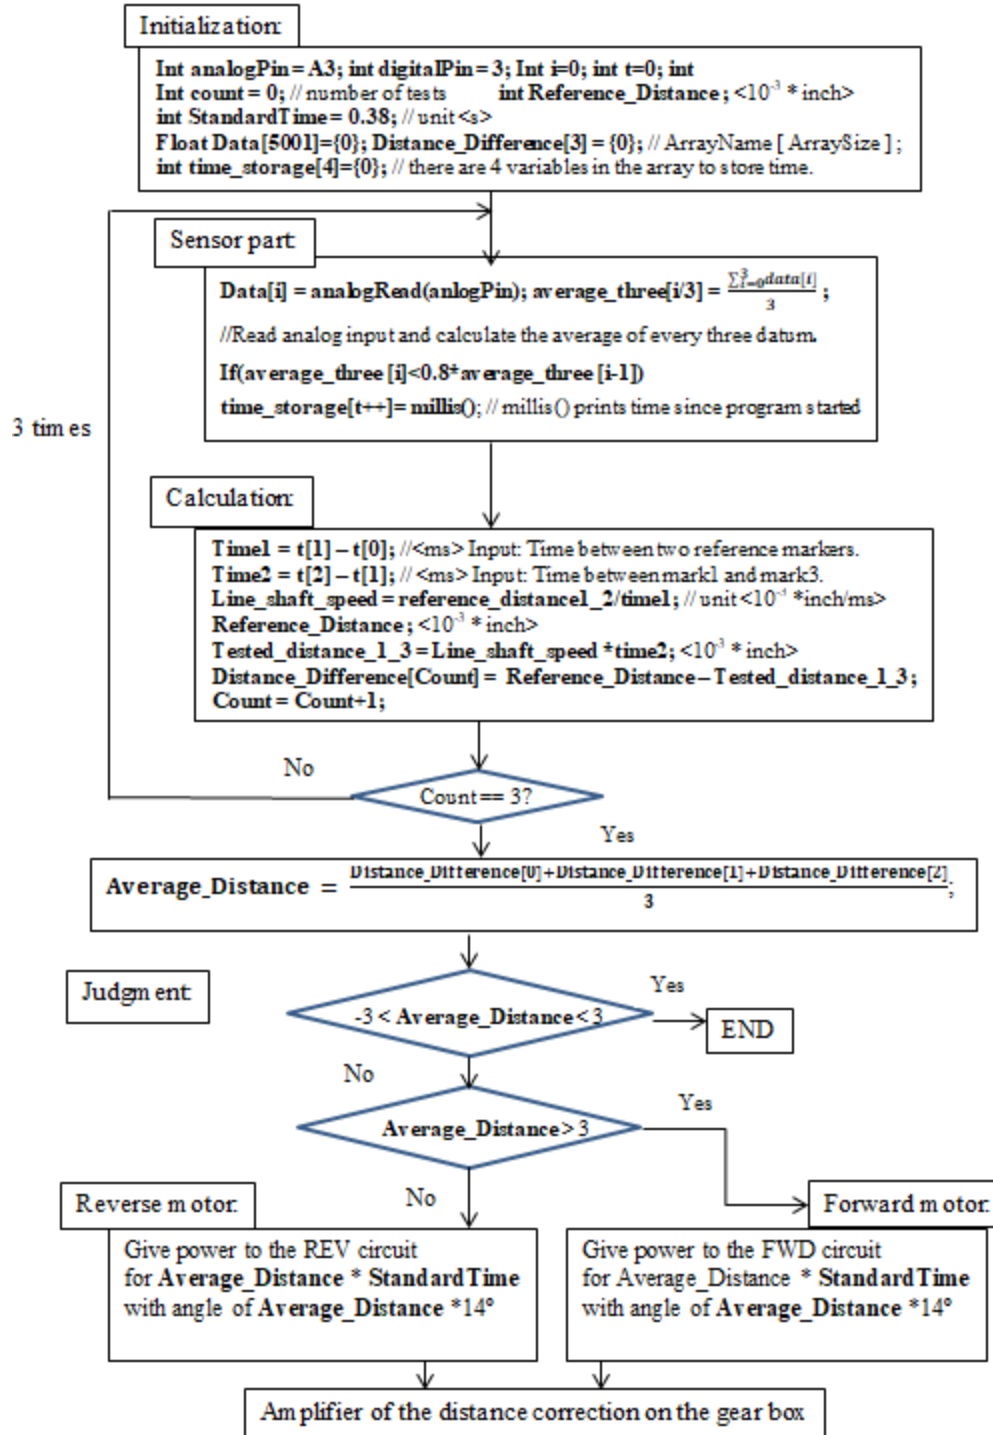 Initialization:
Int analogPin = A3; int digitalPin = 3; Int i=0; int t=0; int
Int count = 0; // number of tests int Reference_Distance; <10⁻³ * inch>
int StandardTime = 0.38; // unit <s>
Float Data[5001]={0}; Distance_Difference[3] = {0}; // ArrayName [ ArraySize ] ;
int time_storage[4]={0}; // there are 4 variables in the array to store time.
Sensor part:
Data[i] = analogRead(anlogPin); average_three[i/3] = \frac{\sum_{i=0}^{3} data[i]}{3} ;
//Read analog input and calculate the average of every three datum.
If(average_three [i]<0.8*average_three [i-1])
time_storage[t++]= millis(); // millis() prints time since program started
3 times
Calculation:
Time1 = t[1] – t[0]; //<ms> Input: Time between two reference markers.
Time2 = t[2] – t[1]; // <ms> Input: Time between mark1 and mark3.
Line_shaft_speed = reference_distance1_2/time1; // unit <10⁻³ *inch/ms>
Reference_Distance ; <10⁻³ * inch>
Tested_distance_1_3 = Line_shaft_speed *time2; <10⁻³ * inch>
Distance_Difference[Count] = Reference_Distance – Tested_distance_1_3 ;
Count = Count+1;
No
Count == 3?
Yes
Average_Distance = \frac{Distance_Difference[0]+Distance_Difference[1]+Distance_Difference[2]}{3};
Judgment:
-3 < Average_Distance < 3
Yes
END
No
Average_Distance > 3
Yes
No
Reverse motor:
Forward motor:
Give power to the REV circuit
for Average_Distance * StandardTime
with angle of Average_Distance *14°
Give power to the FWD circuit
for Average_Distance * StandardTime
with angle of Average_Distance *14°
Amplifier of the distance correction on the gear box